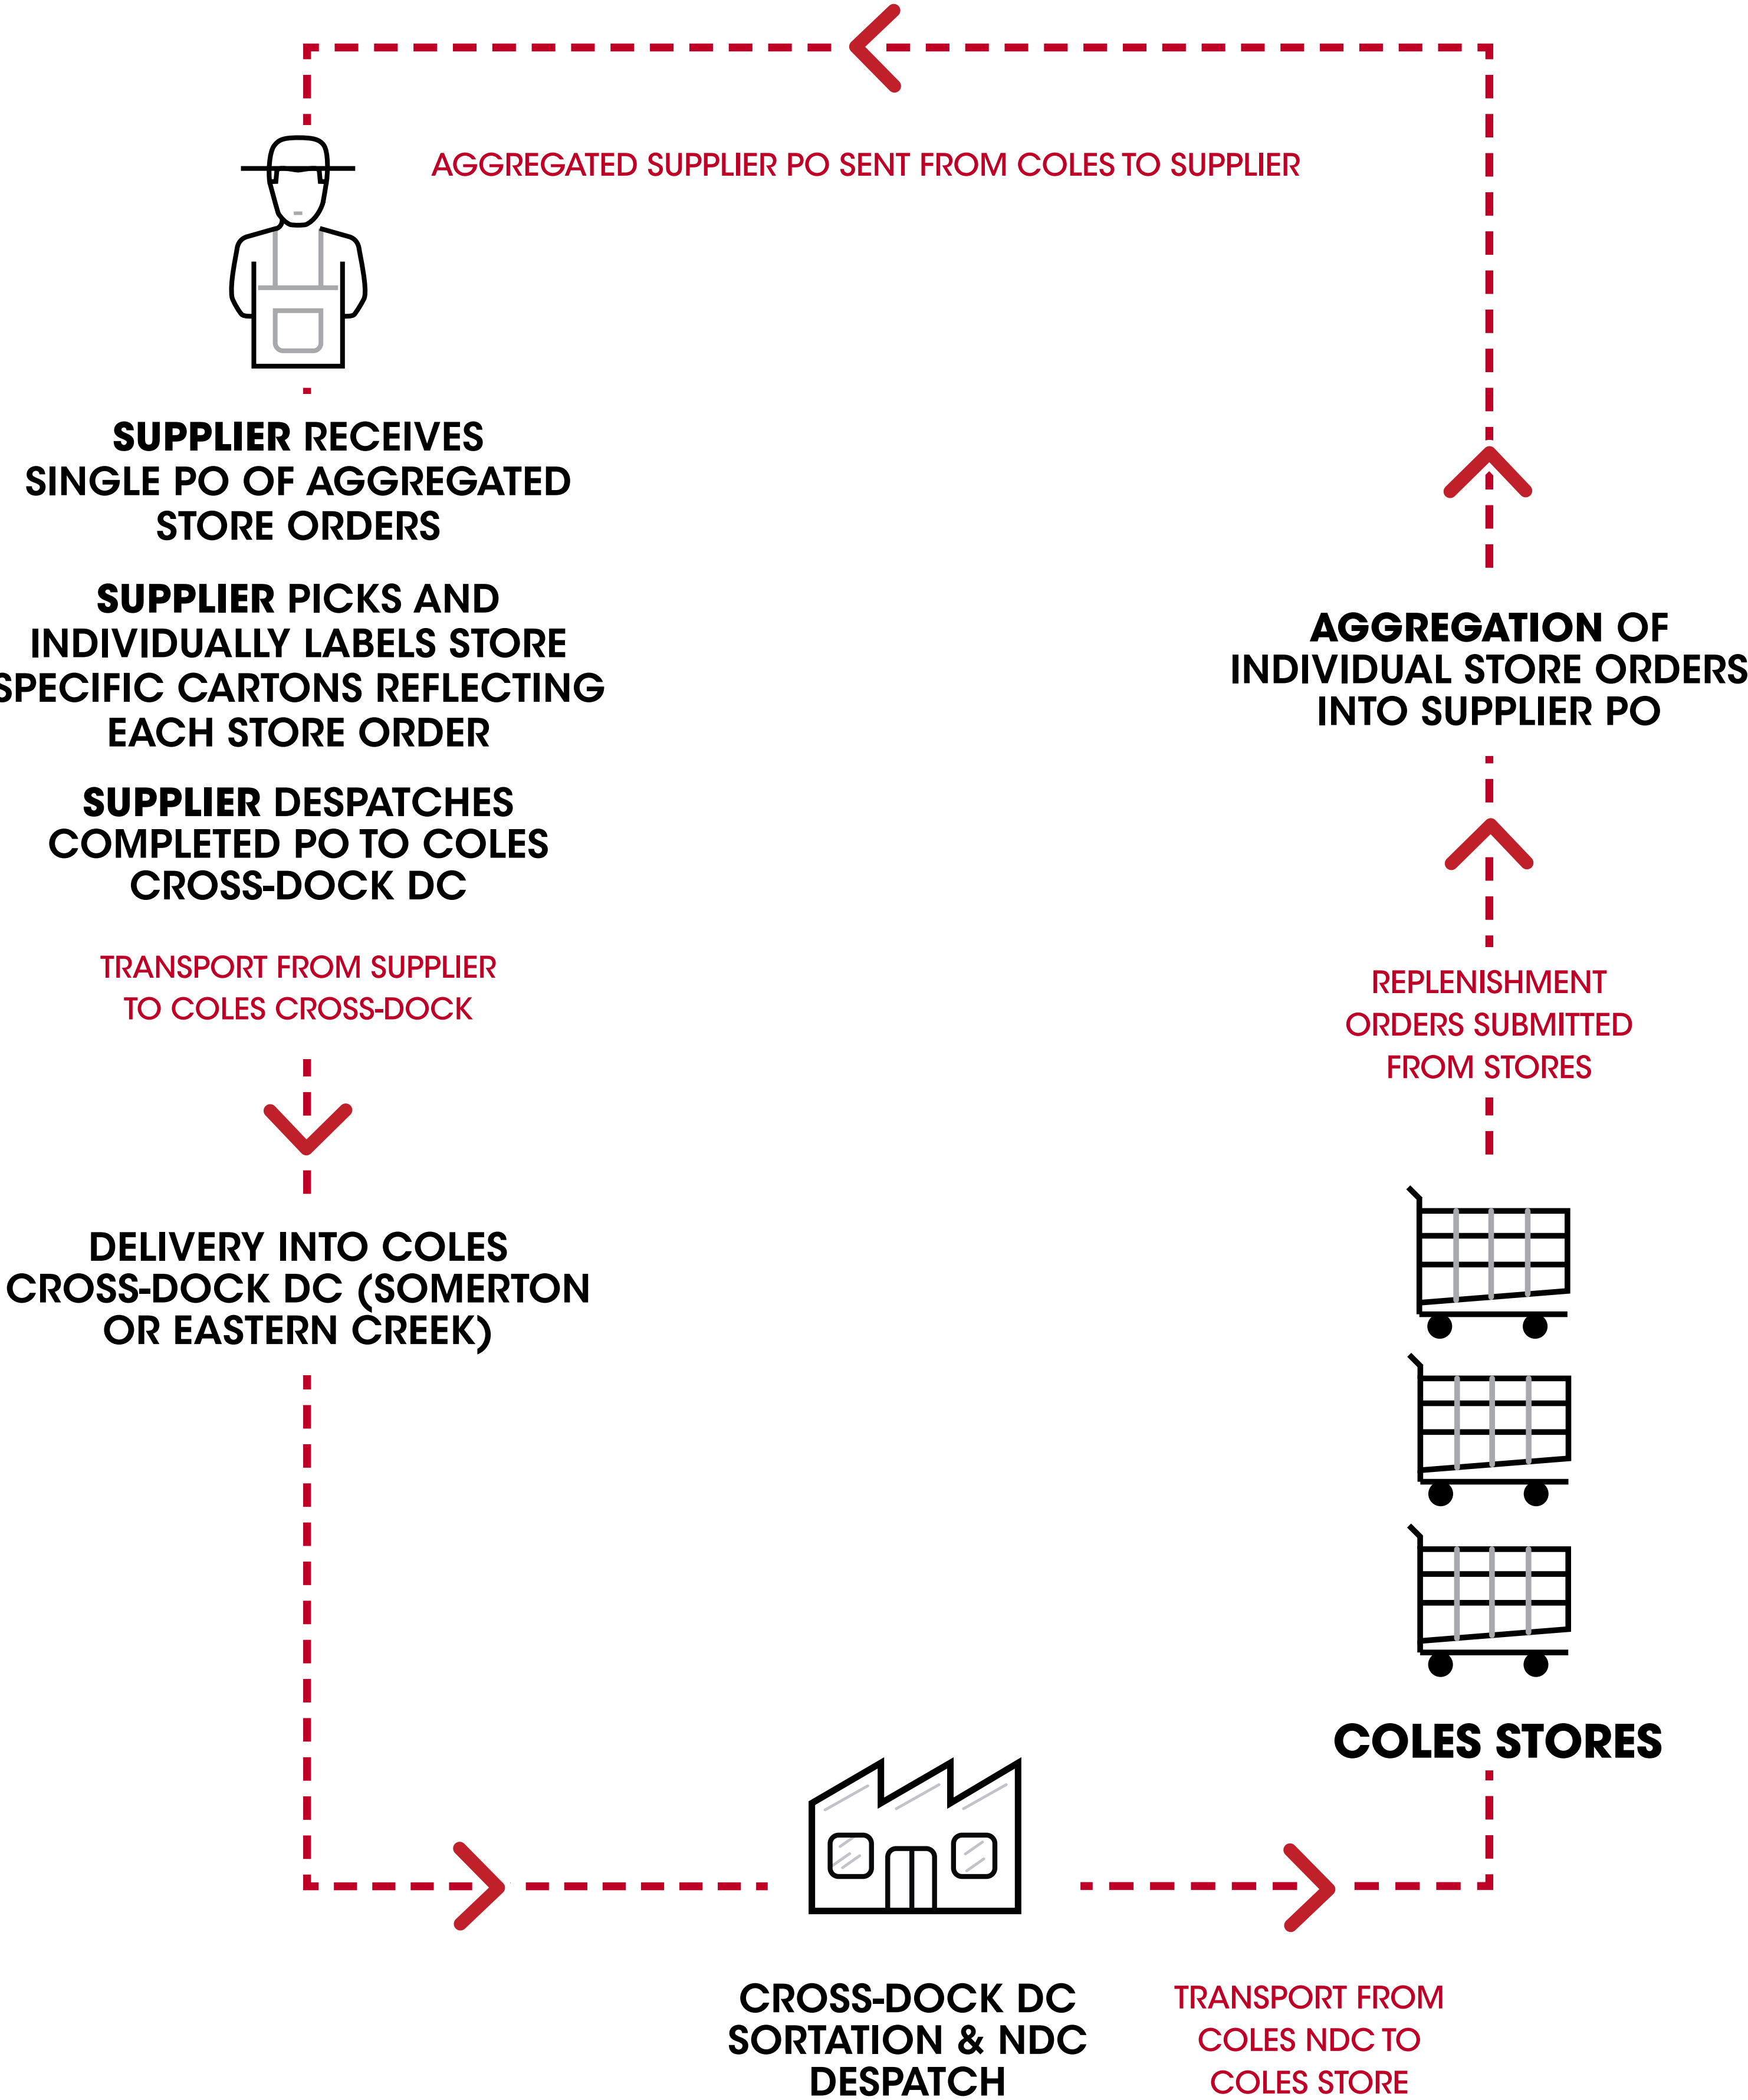 AGGREGATED SUPPLIER PO SENT FROM COLES TO SUPPLIER
SUPPLIER RECEIVES
SINGLE PO OF AGGREGATED
STORE ORDERS
SUPPLIER PICKS AND
INDIVIDUALLY LABELS STORE
SPECIFIC CARTONS REFLECTING
EACH STORE ORDER
SUPPLIER DESPATCHES
COMPLETED PO TO COLES
CROSS-DOCK DC
TRANSPORT FROM SUPPLIER
TO COLES CROSS-DOCK
DELIVERY INTO COLES
CROSS-DOCK DC (SOMERTON
OR EASTERN CREEK)
CROSS-DOCK DC
SORTATION & NDC
DESPATCH
TRANSPORT FROM
COLES NDC TO
COLES STORE
COLES STORES
REPLENISHMENT
ORDERS SUBMITTED
FROM STORES
AGGREGATION OF
INDIVIDUAL STORE ORDERS
INTO SUPPLIER PO